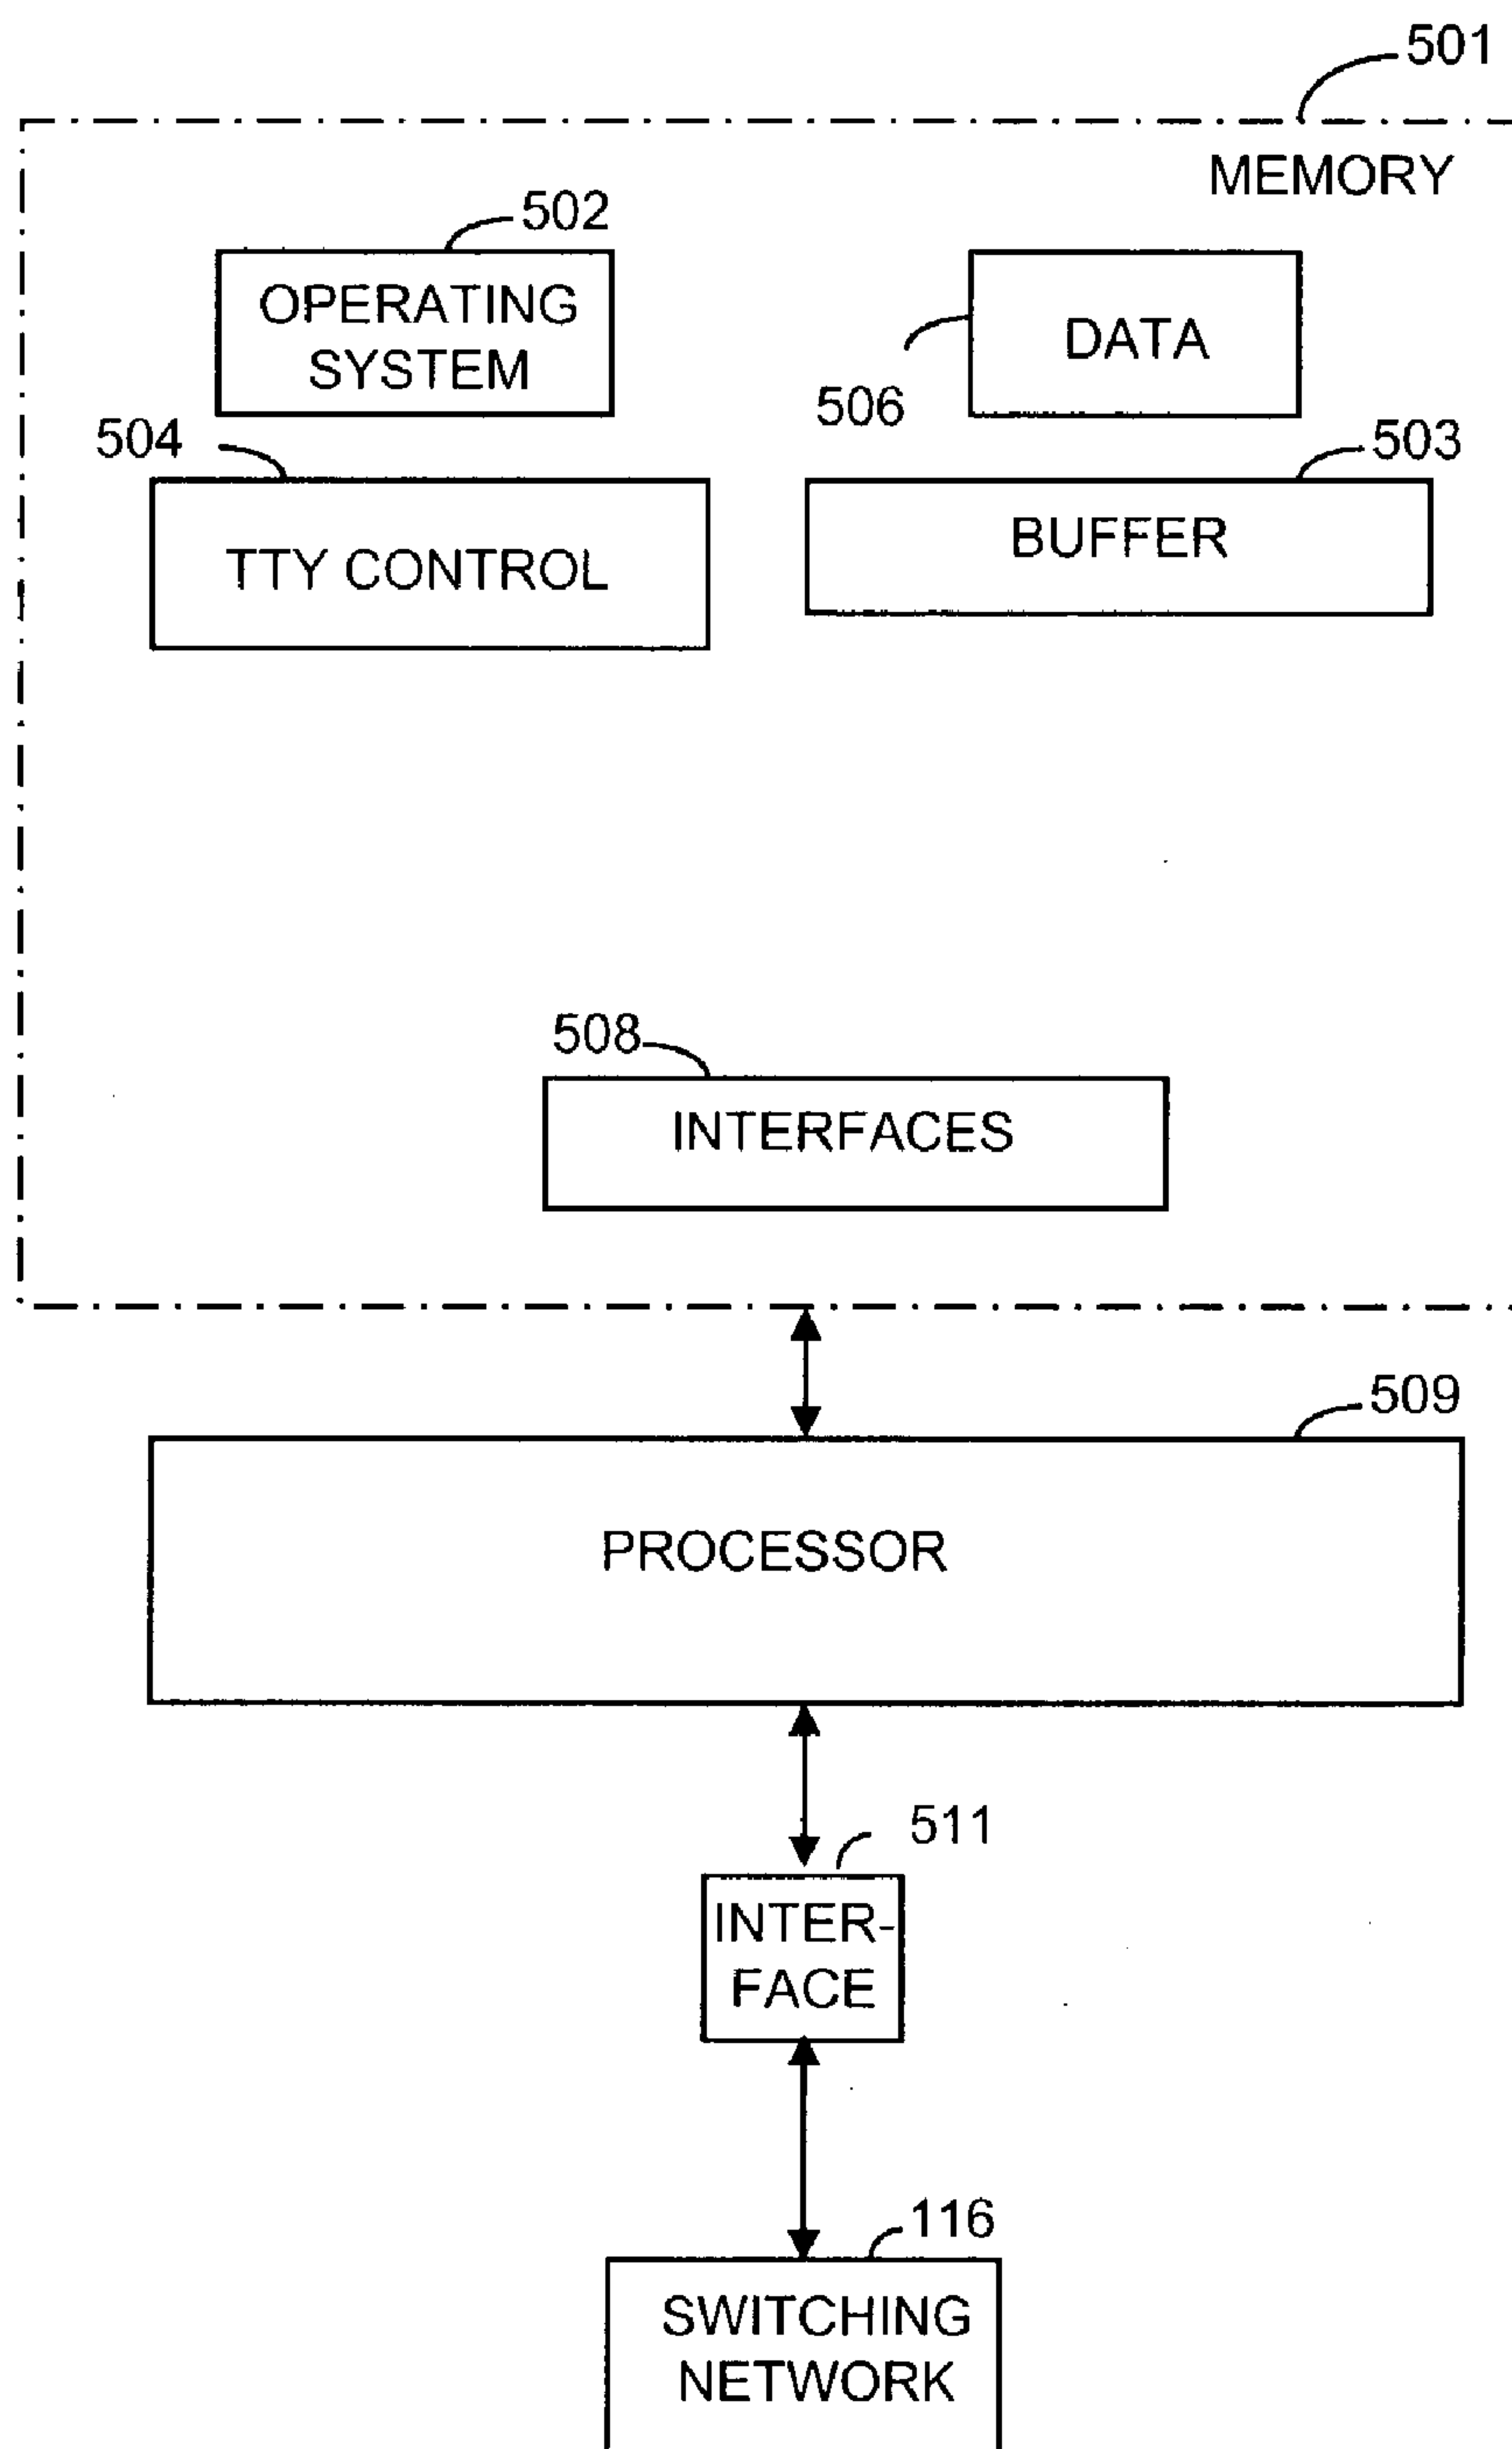 501
MEMORY
502
OPERATING
SYSTEM
DATA
506
504
503
TTY CONTROL
BUFFER
508
INTERFACES
509
PROCESSOR
511
INTER-
FACE
116
SWITCHING
NETWORK